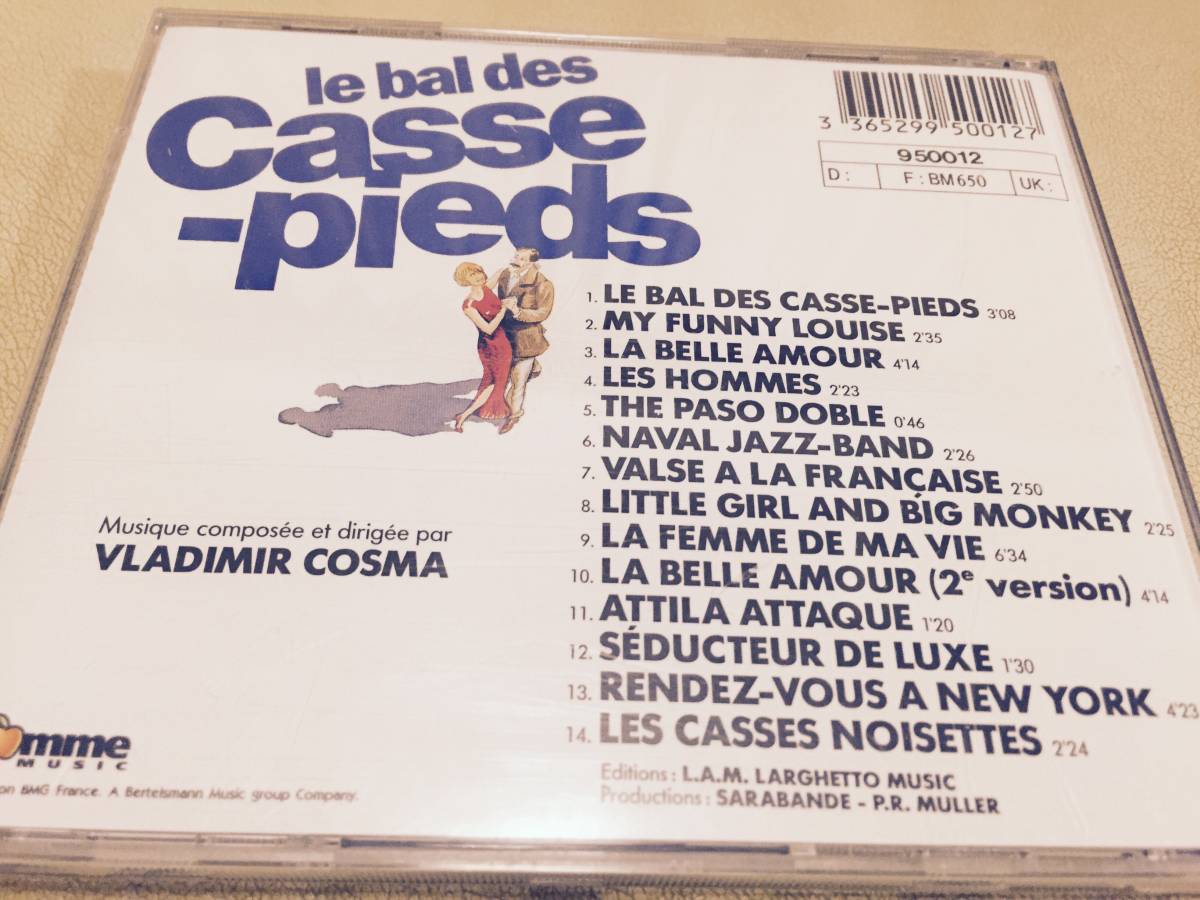 le bal des
Casse
-pieds
3 365299 500127
950012
D : F : BM650 UK :
1. LE BAL DES CASSE-PIEDS 3'08
2. MY FUNNY LOUISE 2'35
3. LA BELLE AMOUR 4'14
4. LES HOMMES 2'23
5. THE PASO DOBLE 0'46
6. NAVAL JAZZ-BAND 2'26
7. VALSE A LA FRANÇAISE 2'50
8. LITTLE GIRL AND BIG MONKEY 2'25
9. LA FEMME DE MA VIE 6'34
10. LA BELLE AMOUR (2e version) 4'14
11. ATTILA ATTAQUE 1'20
12. SÉDUCTEUR DE LUXE 1'30
13. RENDEZ-VOUS A NEW YORK 4'23
14. LES CASSES NOISETTES 2'24
Editions : L.A.M. LARGHETTO MUSIC
Productions : SARABANDE - P.R. MULLER
Musique composée et dirigée par
VLADIMIR COSMA
omme
MUSIC
on BMG France. A Bertelsmann Music group Company.